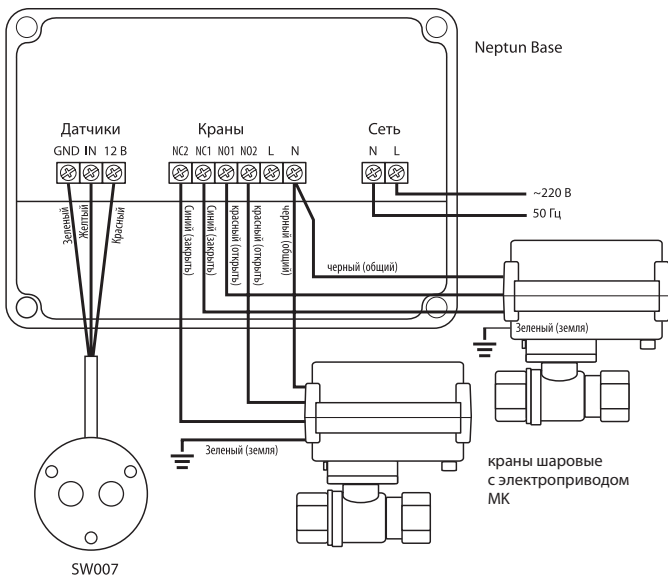 Neptun Base
Датчики
Краны
Сеть
GND IN 12 В
NC2 NC1 NO1 NO2 L N
N L
~220 В
50 Гц
Зеленый
Желтый
Красный
Синий (закрыть)
Синий (закрыть)
красный (открыть)
красный (открыть)
черный (общий)
черный (общий)
Зеленый (земля)
Зеленый (земля)
краны шаровые
с электроприводом
МК
SW007